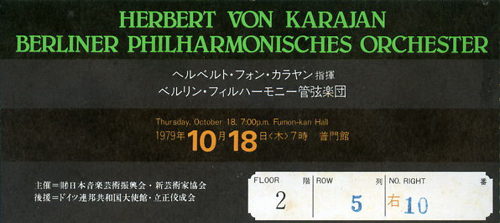 HERBERT VON KARAJAN
BERLINER PHILHARMONISCHES ORCHESTER
ヘルベルト・フォン・カラヤン 指揮
ベルリン・フィルハーモニー管弦楽団
Thursday, October 18, 7:00p.m. Fumon-kan Hall
1979年10月18日〈木〉7時 普門館
主催=㈶日本音楽芸術振興会・新芸術家協会
後援=ドイツ連邦共和国大使館・立正佼成会
FLOOR 階 ROW 列 NO. RIGHT 番
2 5 右10